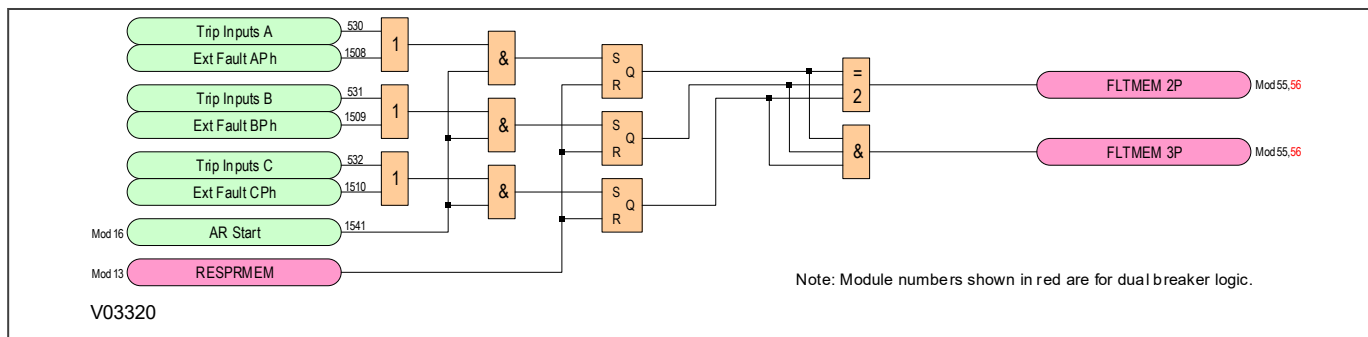 Trip Inputs A
530
1
Ext Fault APh
1508
&
S
Q
R
Trip Inputs B
531
1
Ext Fault BPh
1509
&
S
Q
R
Trip Inputs C
532
1
Ext Fault CPh
1510
&
S
Q
R
=
2
FLTMEM 2P
Mod 55,56
&
FLTMEM 3P
Mod 55,56
Mod 16
AR Start
1541
Mod 13
RESPRMEM
Note: Module numbers shown in red are for dual breaker logic.
V03320